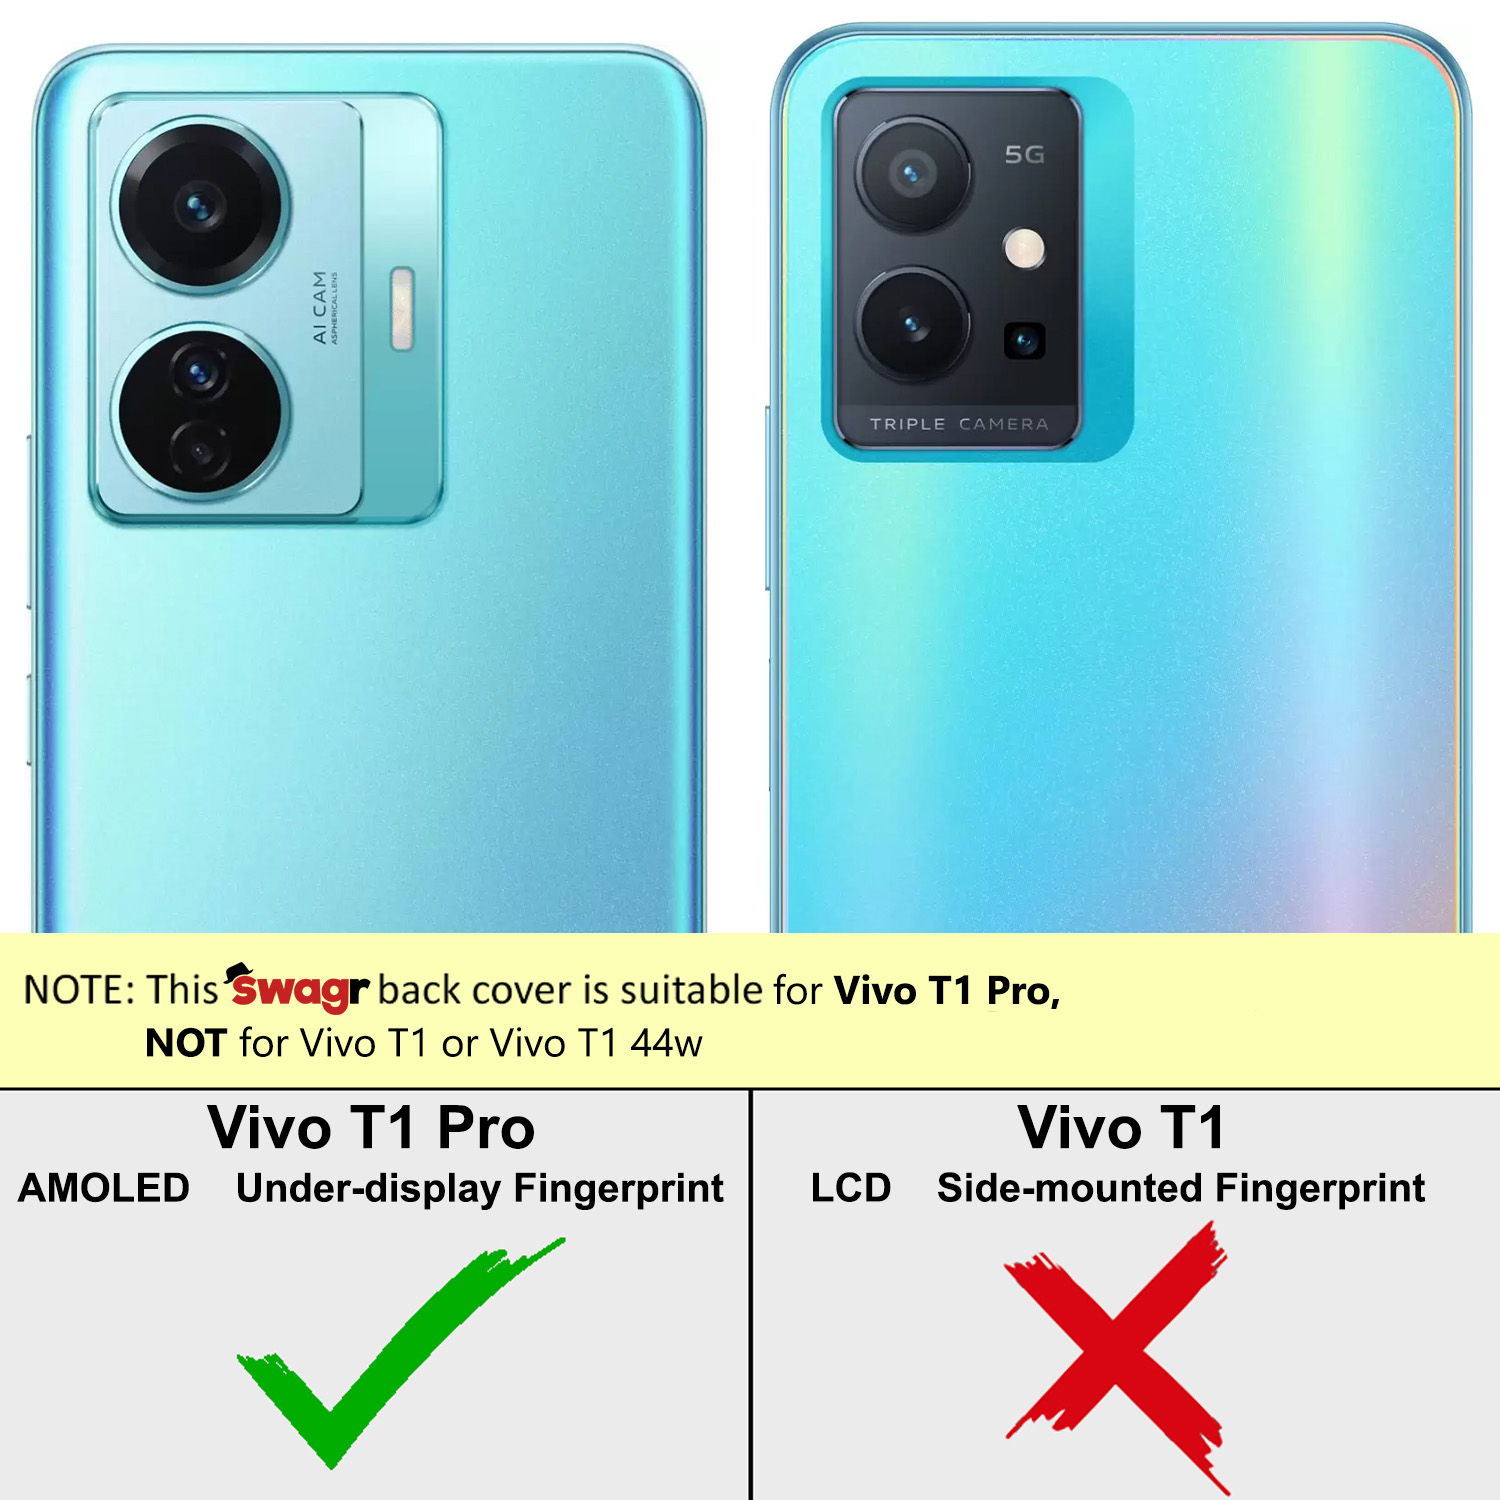 AI CAM
ASPHERICAL LENS
5G
TRIPLE CAMERA
NOTE: This Swagr back cover is suitable for Vivo T1 Pro,
NOT for Vivo T1 or Vivo T1 44w
Vivo T1 Pro
AMOLED Under-display Fingerprint
Vivo T1
LCD Side-mounted Fingerprint